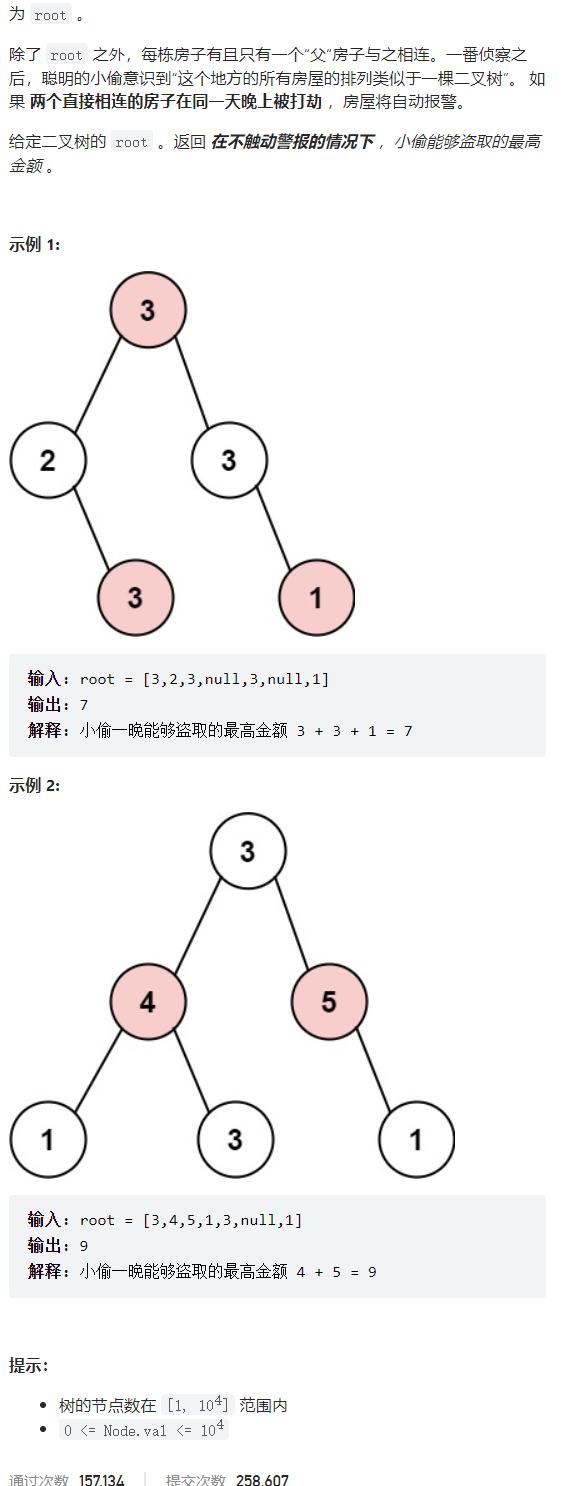 为 root 。
除了 root 之外，每栋房子有且只有一个“父“房子与之相连。一番侦察之
后，聪明的小偷意识到“这个地方的所有房屋的排列类似于一棵二叉树”。 如
果 两个直接相连的房子在同一天晚上被打劫 ，房屋将自动报警。
给定二叉树的 root 。返回 在不触动警报的情况下 ，小偷能够盗取的最高
金额 。
示例 1:
3
2
3
3
1
输入: root = [3,2,3,null,3,null,1]
输出: 7
解释: 小偷一晚能够盗取的最高金额 3 + 3 + 1 = 7
示例 2:
3
4
5
1
3
1
输入: root = [3,4,5,1,3,null,1]
输出: 9
解释: 小偷一晚能够盗取的最高金额 4 + 5 = 9
提示：
树的节点数在 [1, 10⁴] 范围内
0 <= Node.val <= 10⁴
通过次数 157,134 | 提交次数 258,607